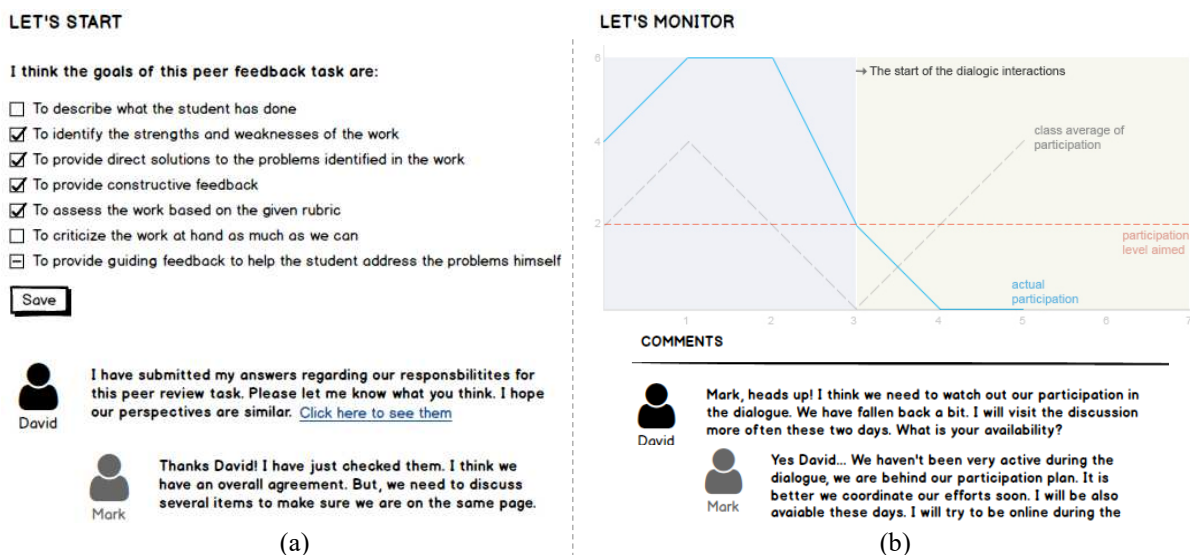 LET'S START
I think the goals of this peer feedback task are:
To describe what the student has done
To identify the strengths and weaknesses of the work
To provide direct solutions to the problems identified in the work
To provide constructive feedback
To assess the work based on the given rubric
To criticize the work at hand as much as we can
To provide guiding feedback to help the student address the problems himself
Save
David
I have submitted my answers regarding our responsbilitites for
this peer review task. Please let me know what you think. I hope
our perspectives are similar. Click here to see them
Mark
Thanks David! I have just checked them. I think we
have an overall agreement. But, we need to discuss
several items to make sure we are on the same page.
(a)
LET'S MONITOR
6
4
2
→ The start of the dialogic interactions
class average of
participation
participation
level aimed
actual
participation
1 2 3 4 5 6 7
COMMENTS
David
Mark, heads up! I think we need to watch out our participation in
the dialogue. We have fallen back a bit. I will visit the discussion
more often these two days. What is your availability?
Mark
Yes David... We haven't been very active during the
dialogue, we are behind our participation plan. It is
better we coordinate our efforts soon. I will be also
avaiable these days. I will try to be online during the
(b)